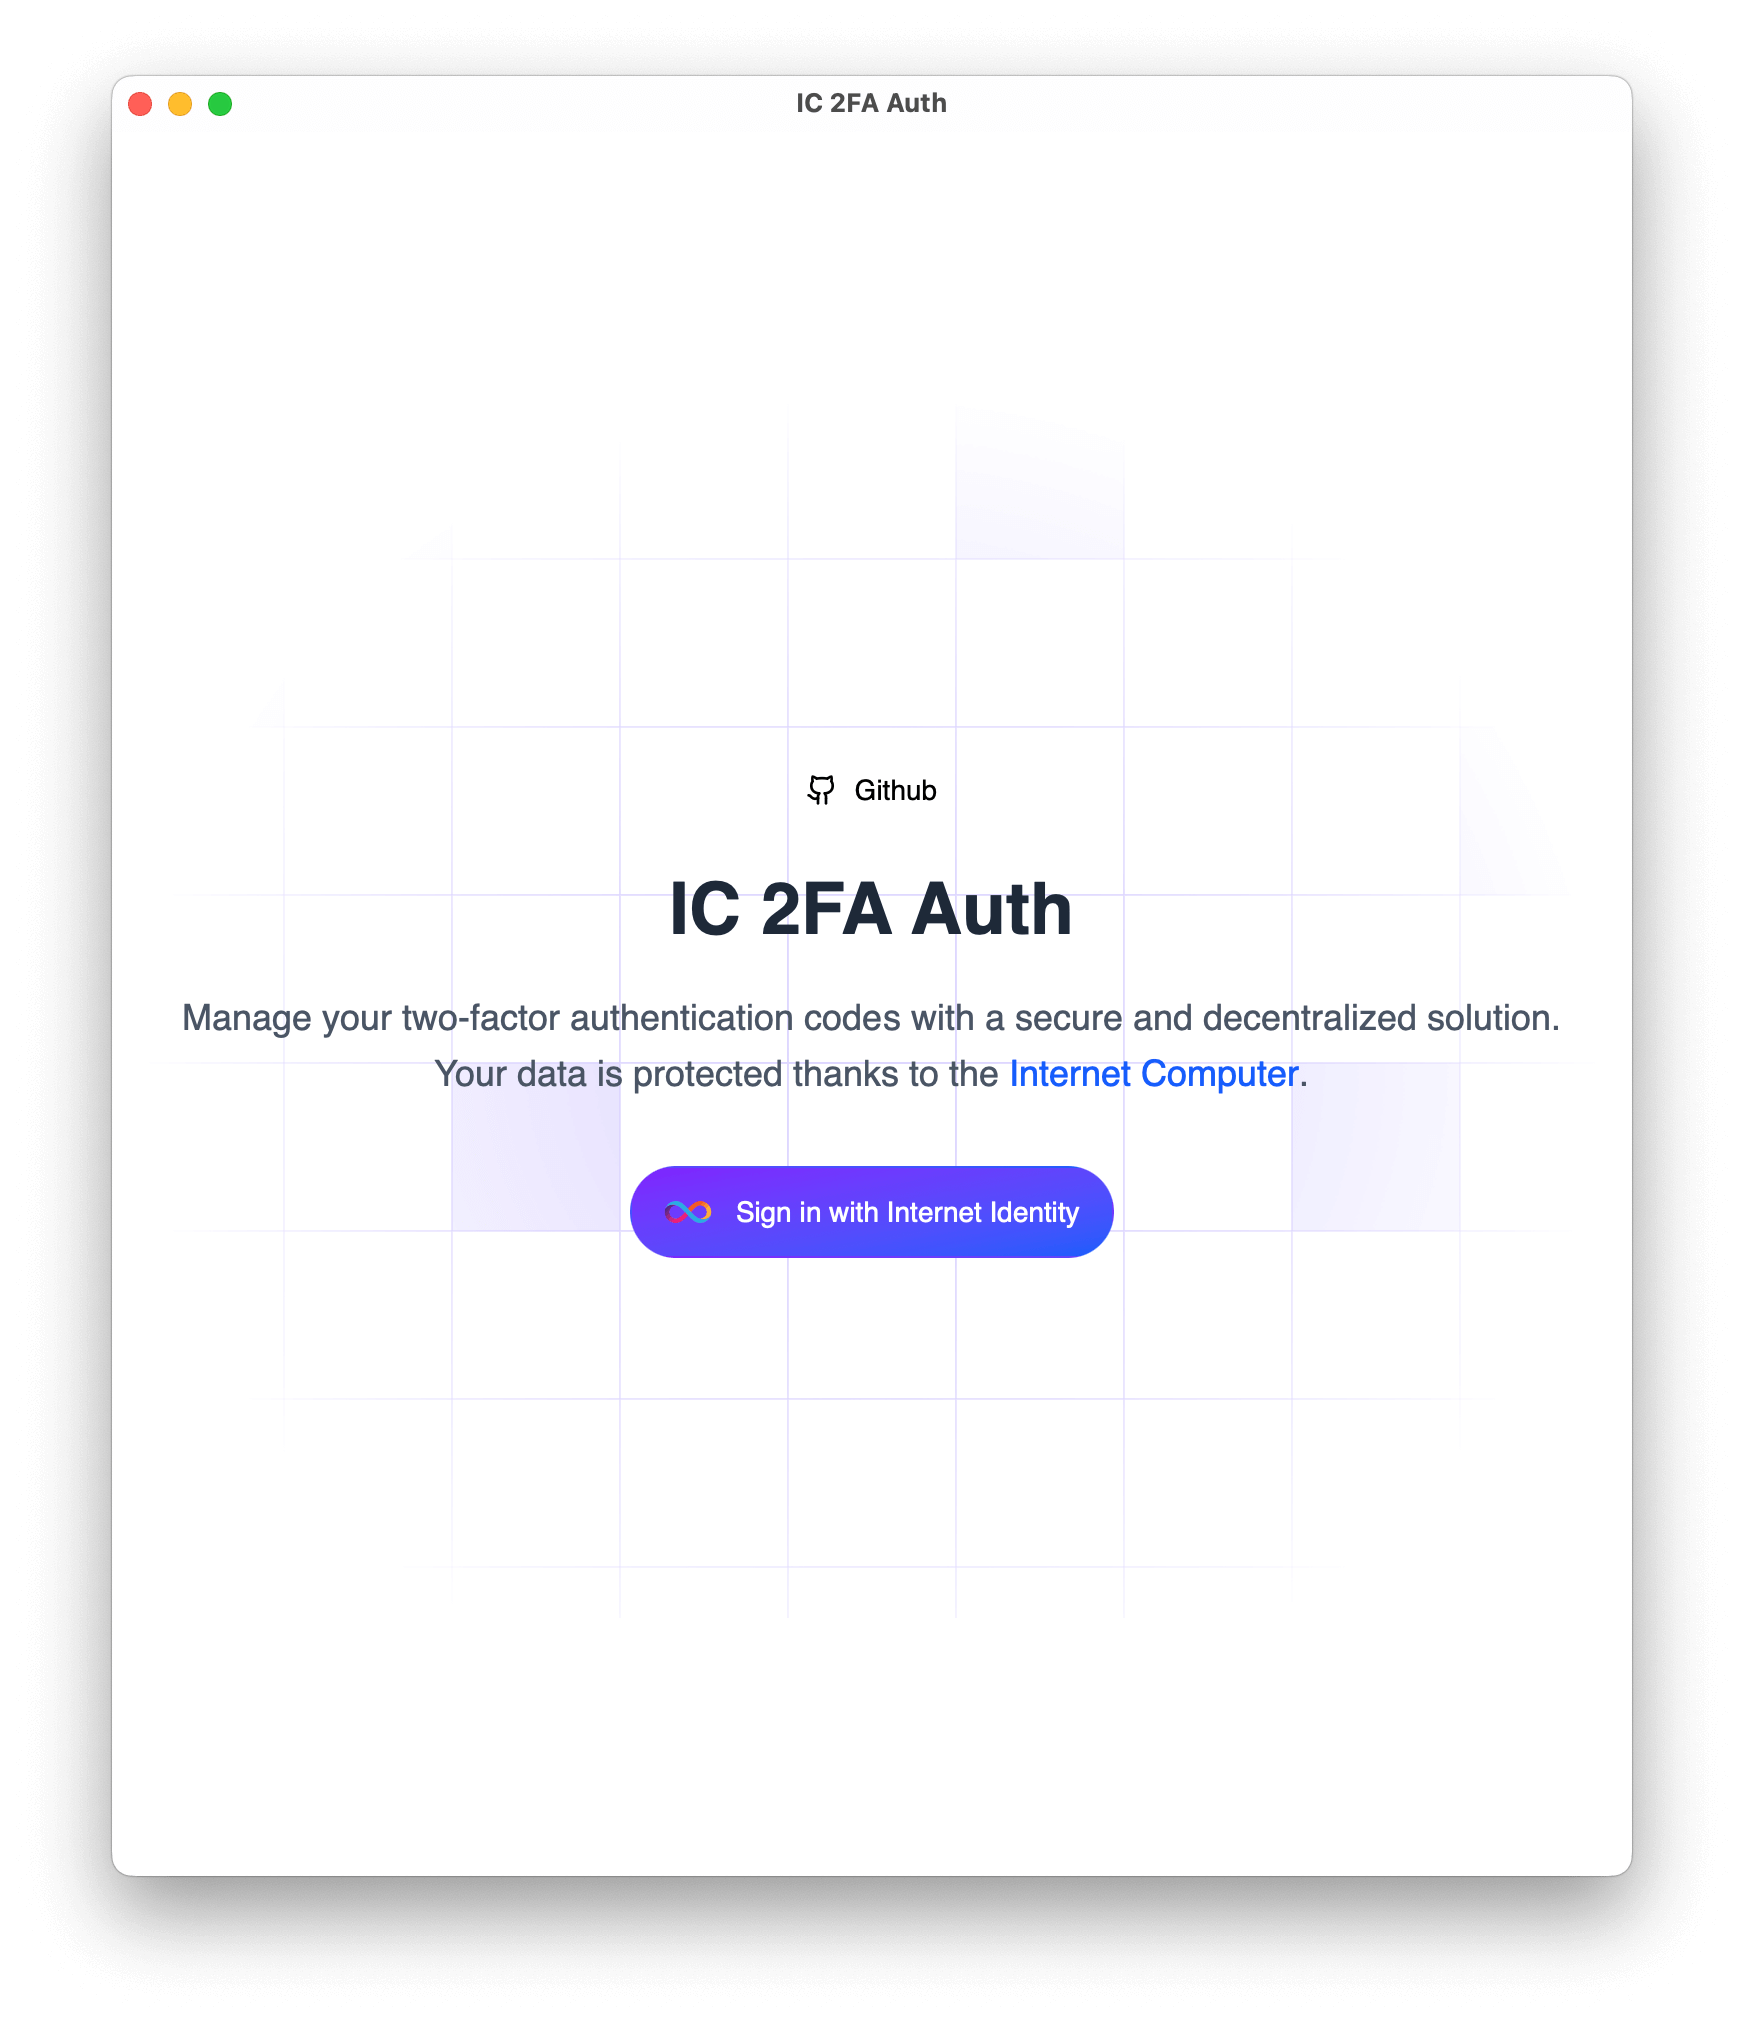 IC 2FA Auth
Github
IC 2FA Auth
Manage your two-factor authentication codes with a secure and decentralized solution.
Your data is protected thanks to the Internet Computer.
Sign in with Internet Identity